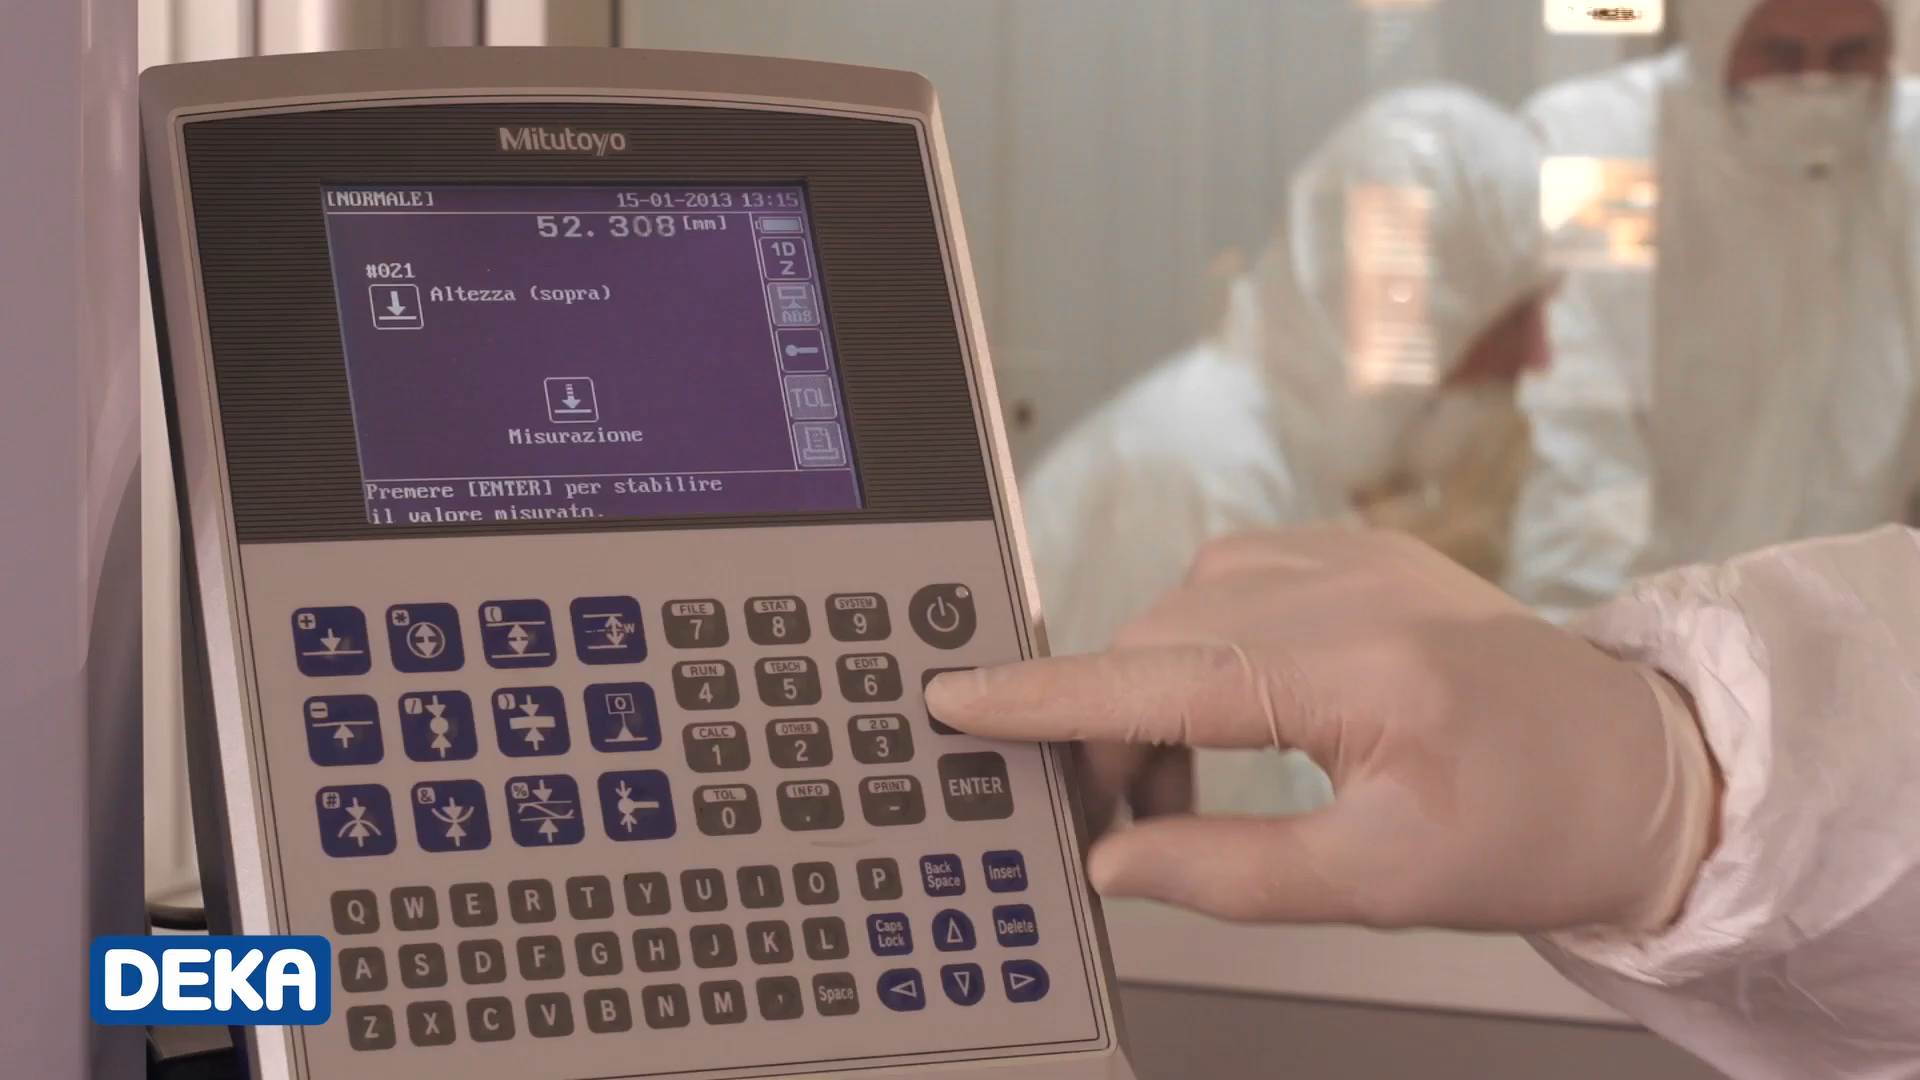 Mitutoyo
[NORMALE] 15-01-2013 13:15
52.308 [mm]
1D
Z
#021
Altezza (sopra)
ABS
TOL
Misurazione
Premere [ENTER] per stabilire
il valore misurato.
+ * ( W FILE STAT SYSTEM
7 8 9
RUN TEACH EDIT
- / ) 0 4 5 6
CALC OTHER 2D
1 2 3
# & % TOL INFO PRINT
0 . - ENTER
Q W E R T Y U I O P Back Space Insert
A S D F G H J K L Caps Lock Delete
Z X C V B N M , Space
DEKA